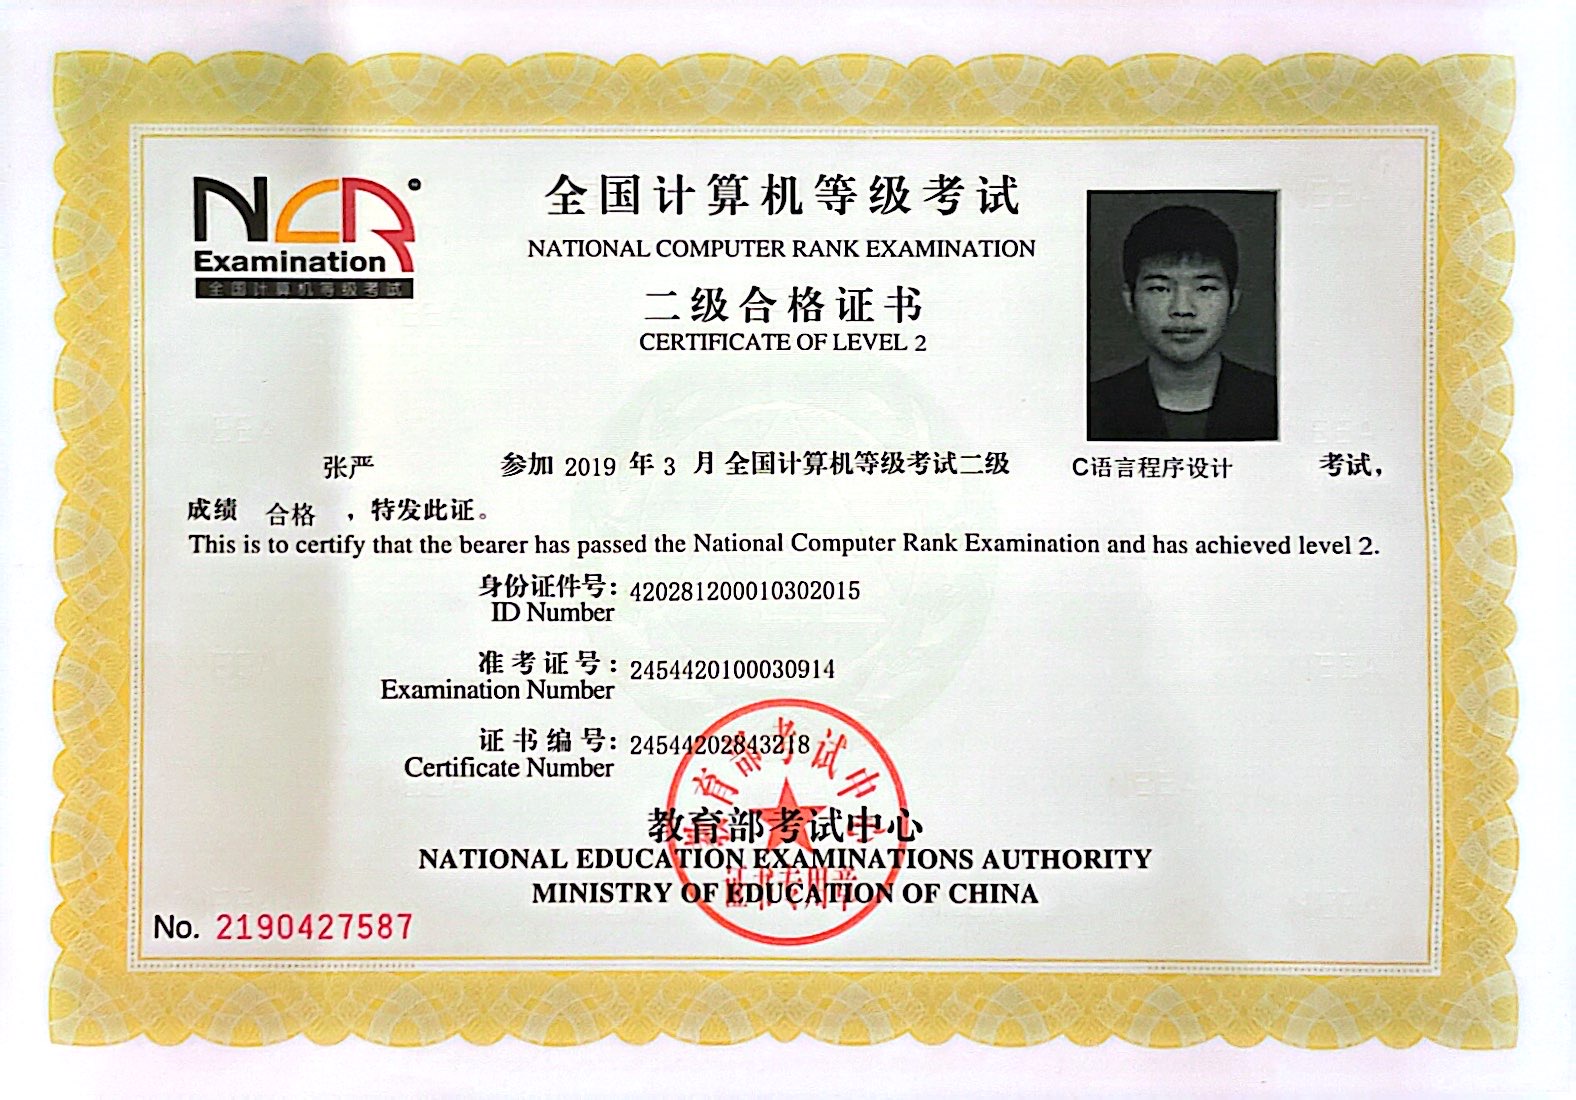 NCR
Examination
全国计算机等级考试
全国计算机等级考试
NATIONAL COMPUTER RANK EXAMINATION
二级合格证书
CERTIFICATE OF LEVEL 2
张严 参加 2019 年 3 月 全国计算机等级考试二级 C语言程序设计 考试，
成绩 合格 ，特发此证。
This is to certify that the bearer has passed the National Computer Rank Examination and has achieved level 2.
身份证件号： 420281200010302015
ID Number
准考证号： 2454420100030914
Examination Number
证书编号： 24544202843218
Certificate Number
教育部考试中心
证书专用章
教育部考试中心
NATIONAL EDUCATION EXAMINATIONS AUTHORITY
MINISTRY OF EDUCATION OF CHINA
No. 2190427587